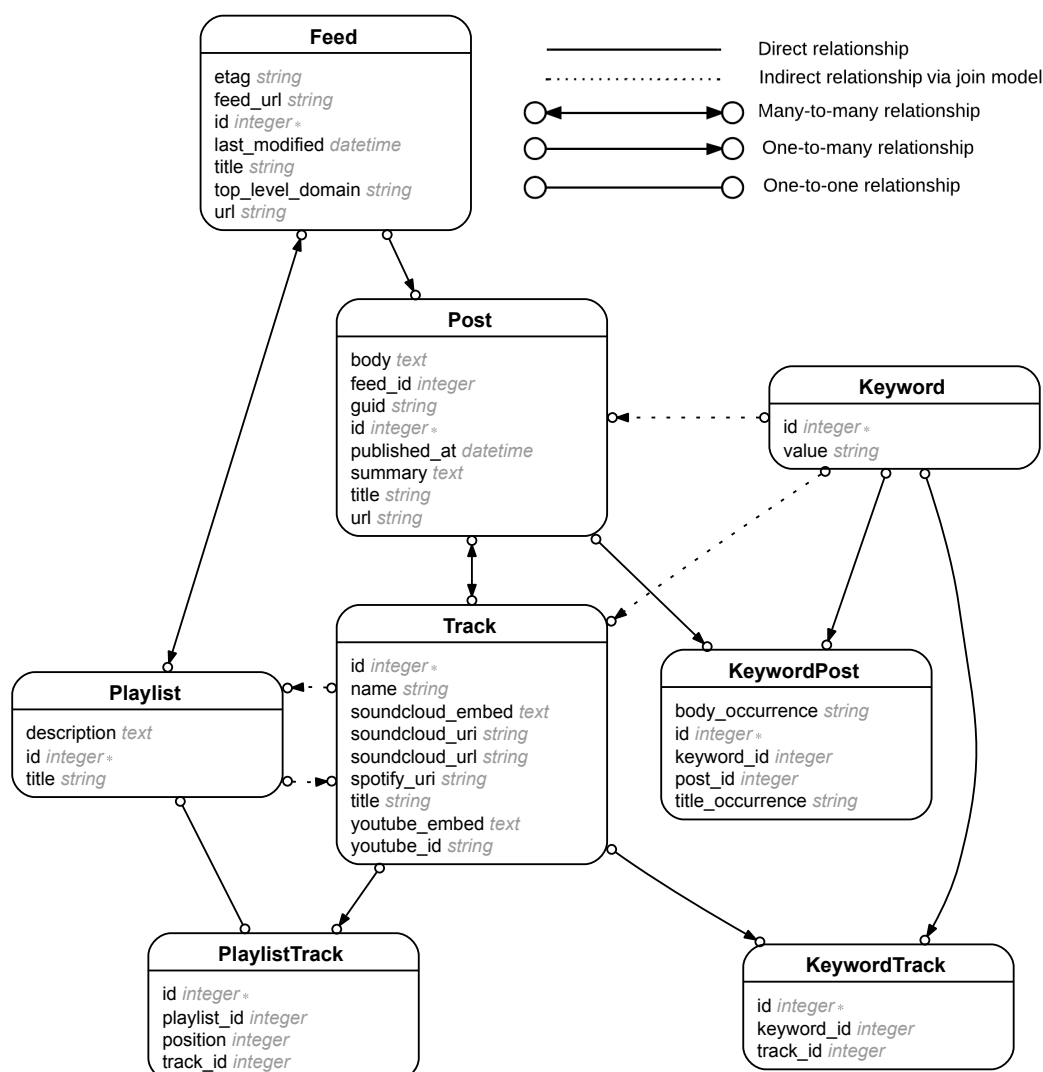 Feed
etag string
feed_url string
id integer *
last_modified datetime
title string
top_level_domain string
url string
Direct relationship
Indirect relationship via join model
Many-to-many relationship
One-to-many relationship
One-to-one relationship
Post
body text
feed_id integer
guid string
id integer *
published_at datetime
summary text
title string
url string
Keyword
id integer *
value string
Track
id integer *
name string
soundcloud_embed text
soundcloud_uri string
soundcloud_url string
spotify_uri string
title string
youtube_embed text
youtube_id string
Playlist
description text
id integer *
title string
KeywordPost
body_occurrence string
id integer *
keyword_id integer
post_id integer
title_occurrence string
PlaylistTrack
id integer *
playlist_id integer
position integer
track_id integer
KeywordTrack
id integer *
keyword_id integer
track_id integer